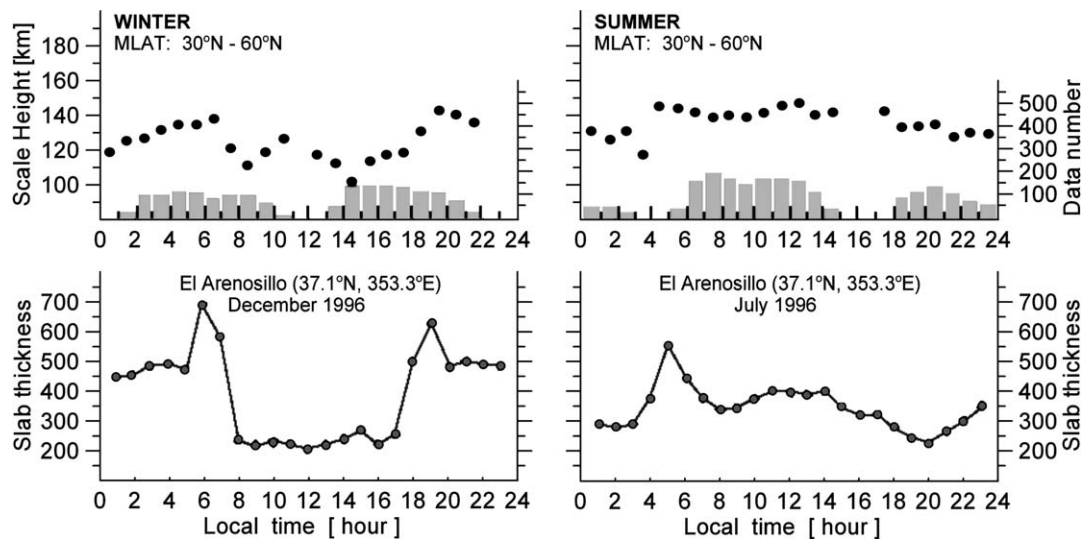 WINTER
MLAT: 30ºN - 60ºN
Scale Height [km]
180
160
140
120
100
0 2 4 6 8 10 12 14 16 18 20 22 24
SUMMER
MLAT: 30ºN - 60ºN
500
400
300
200
100
Data number
0 2 4 6 8 10 12 14 16 18 20 22 24
El Arenosillo (37.1ºN, 353.3ºE)
December 1996
Slab thickness
700
600
500
400
300
200
0 2 4 6 8 10 12 14 16 18 20 22 24
Local time [ hour ]
El Arenosillo (37.1ºN, 353.3ºE)
July 1996
700
600
500
400
300
200
Slab thickness
0 2 4 6 8 10 12 14 16 18 20 22 24
Local time [ hour ]